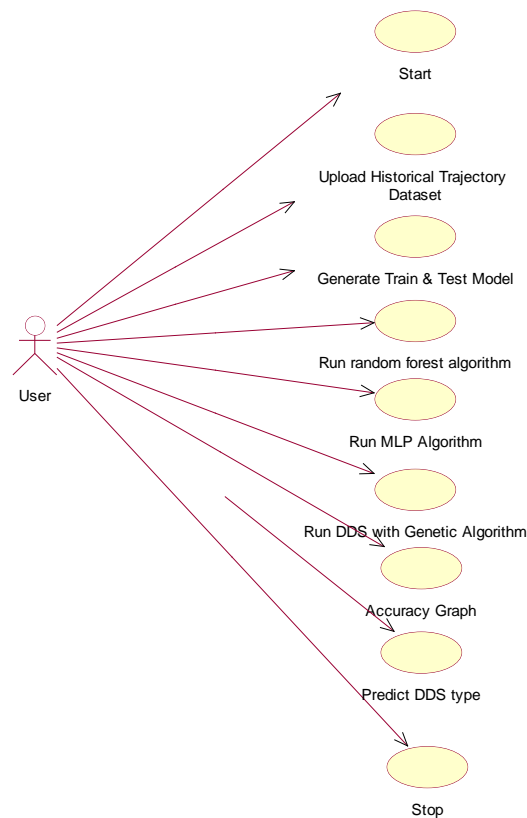 Start
Upload Historical Trajectory
Dataset
Generate Train & Test Model
Run random forest algorithm
User
Run MLP Algorithm
Run DDS with Genetic Algorithm
Accuracy Graph
Predict DDS type
Stop